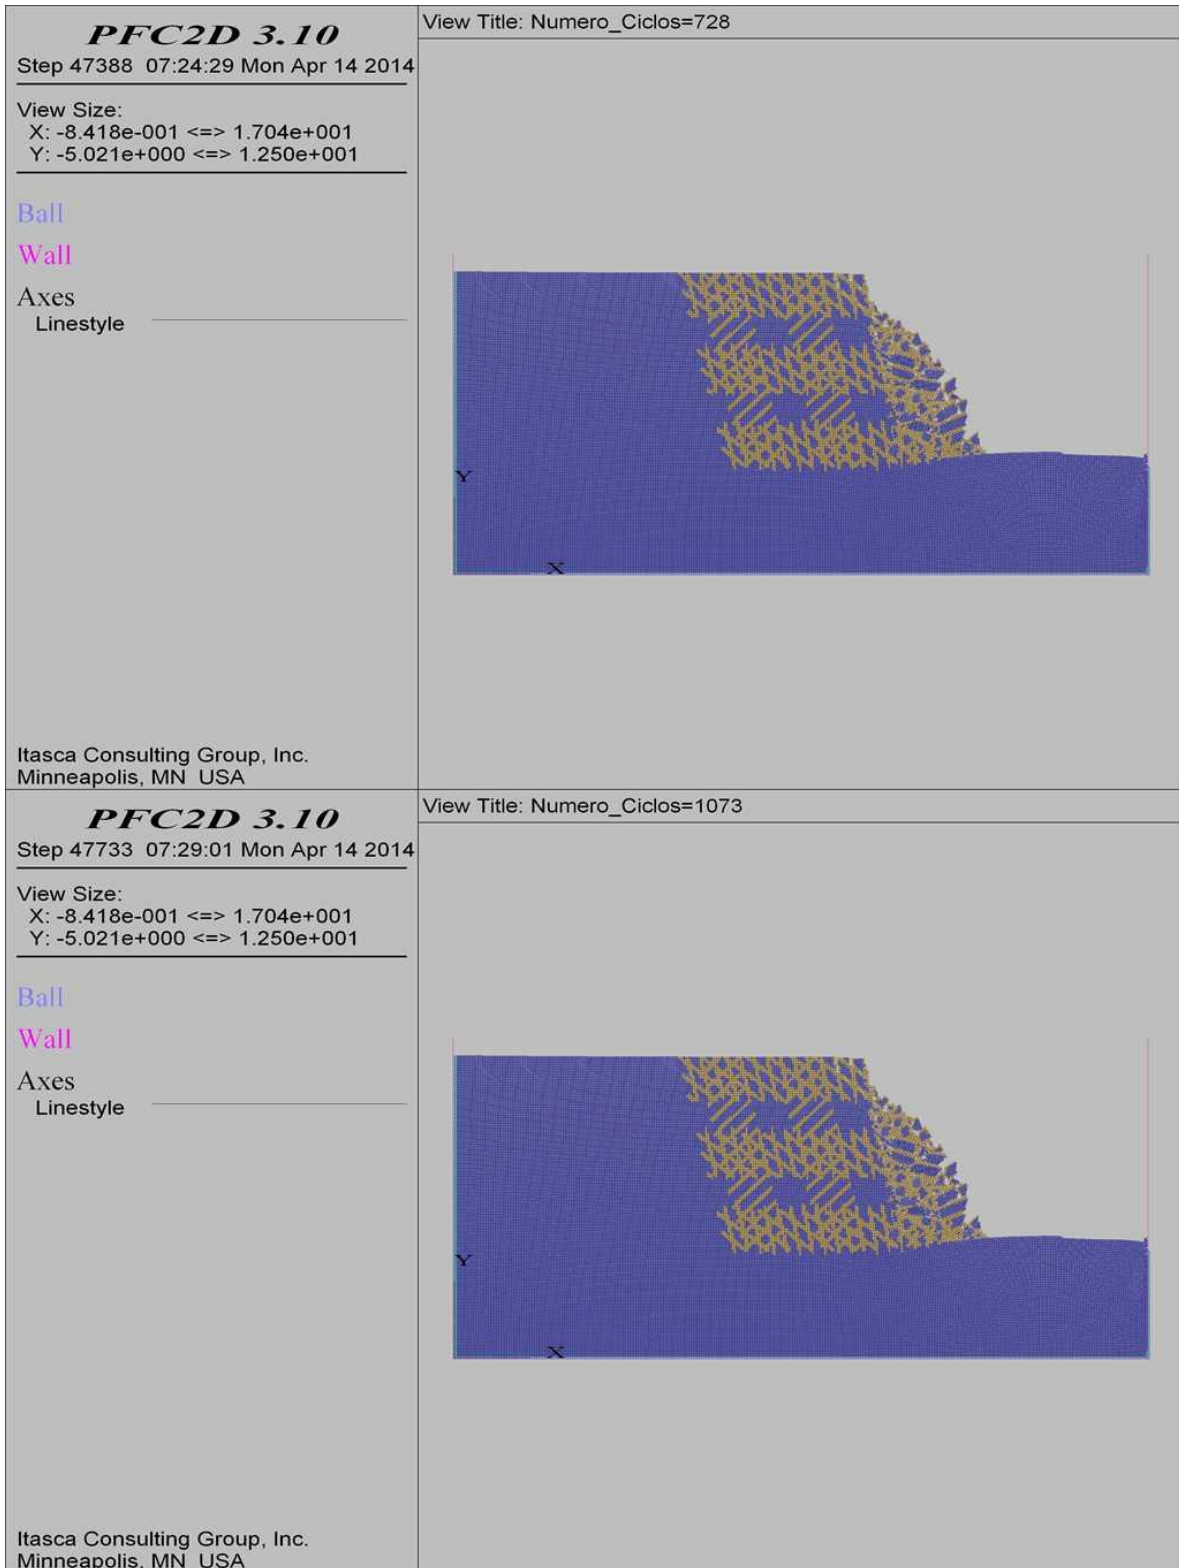 PFC2D 3.10
Step 47388 07:24:29 Mon Apr 14 2014
View Size:
X: -8.418e-001 <=> 1.704e+001
Y: -5.021e+000 <=> 1.250e+001
Ball
Wall
Axes
Linestyle
Itasca Consulting Group, Inc.
Minneapolis, MN USA
View Title: Numero_Ciclos=728
Y
X
PFC2D 3.10
Step 47733 07:29:01 Mon Apr 14 2014
View Size:
X: -8.418e-001 <=> 1.704e+001
Y: -5.021e+000 <=> 1.250e+001
Ball
Wall
Axes
Linestyle
Itasca Consulting Group, Inc.
Minneapolis, MN USA
View Title: Numero_Ciclos=1073
Y
X